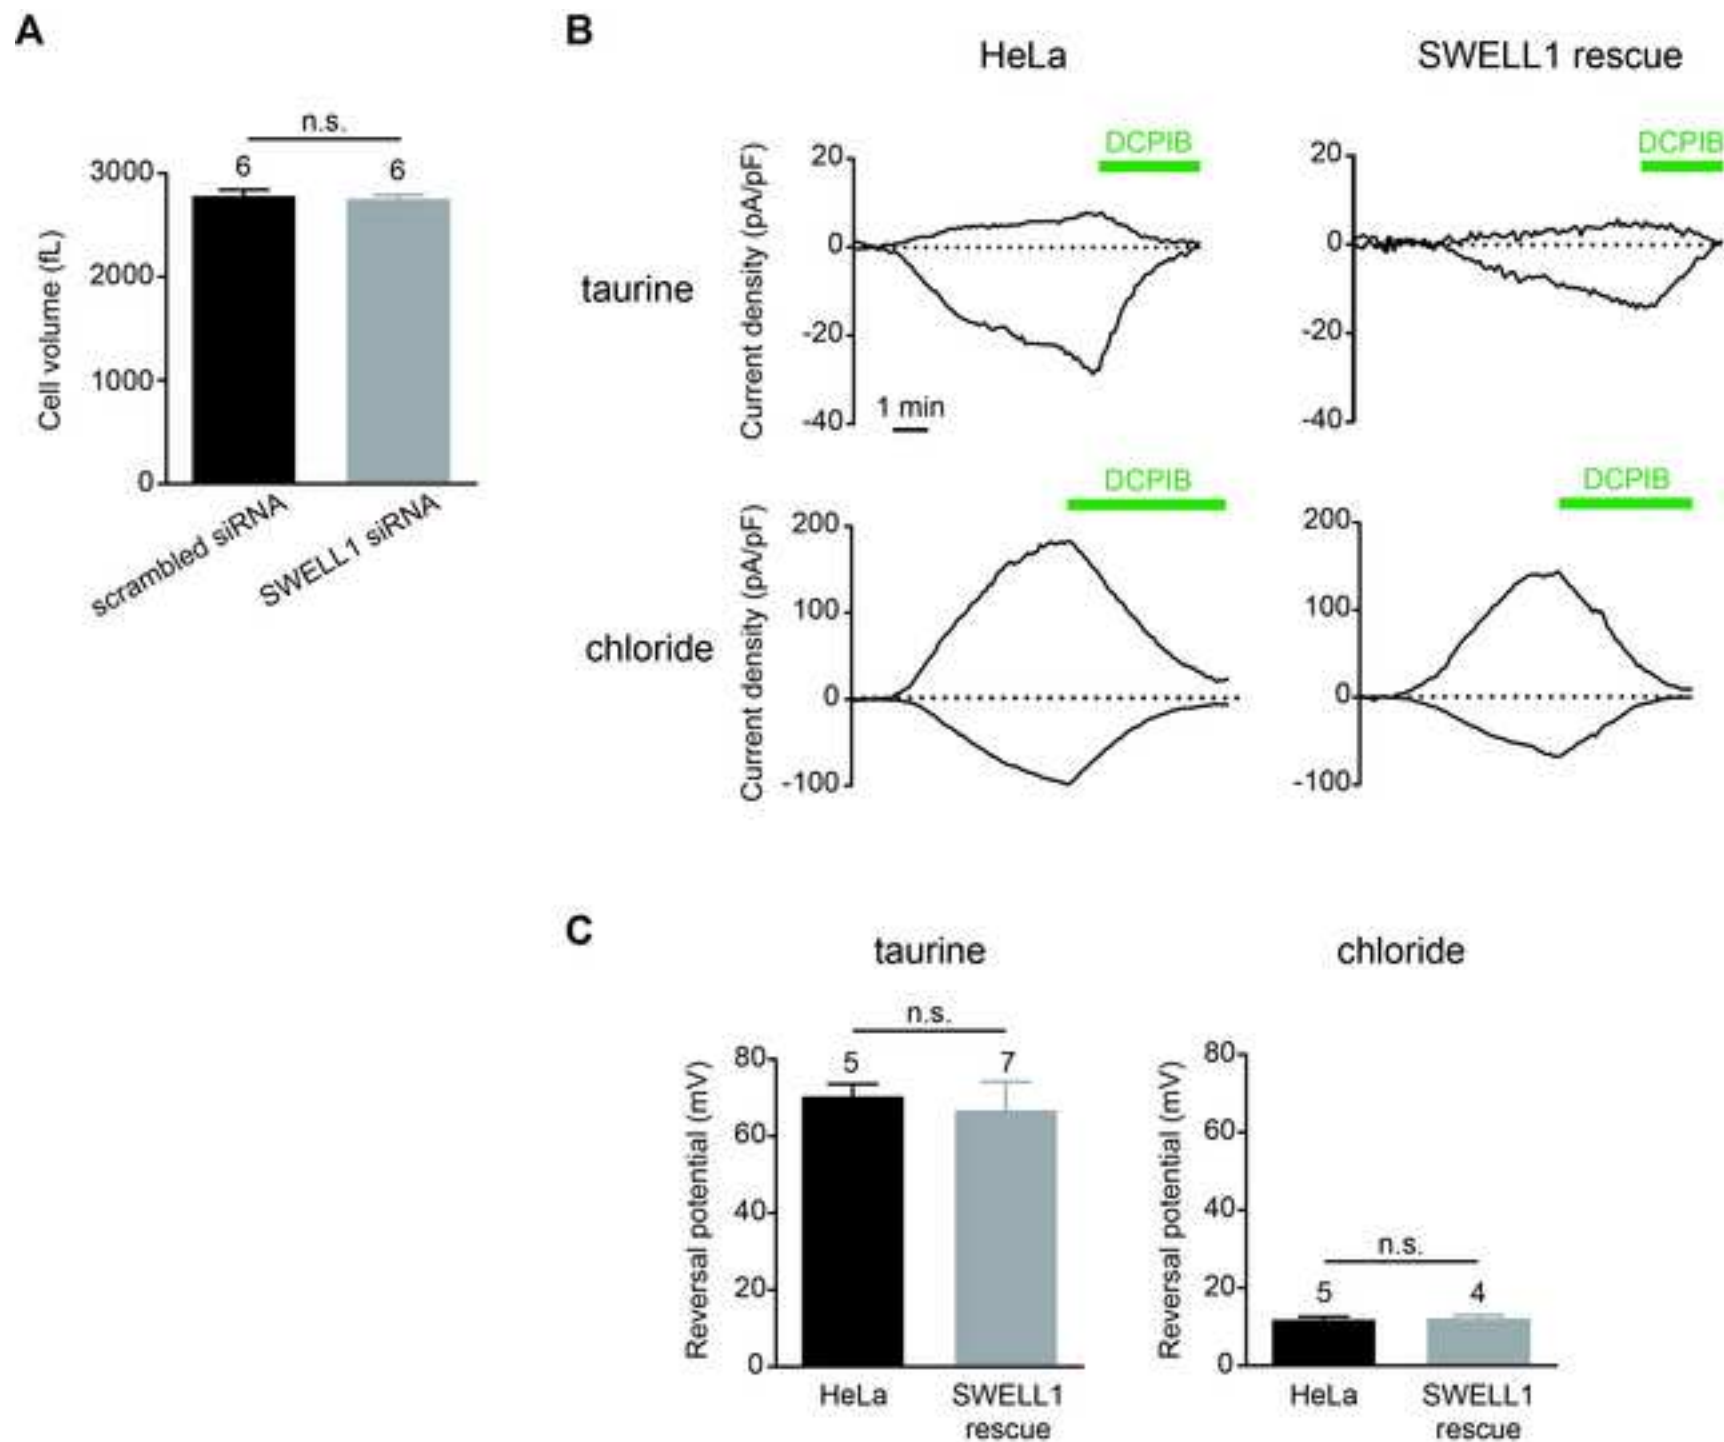 A
n.s.
6
6
3000
2000
1000
0
Cell volume (fL)
scrambled siRNA
SWELL1 siRNA
B
HeLa
SWELL1 rescue
taurine
DCPIB
20
0
-20
-40
Current density (pA/pF)
1 min
DCPIB
20
0
-20
-40
chloride
DCPIB
200
100
0
-100
Current density (pA/pF)
DCPIB
200
100
0
-100
C
taurine
n.s.
5
7
80
60
40
20
0
Reversal potential (mV)
HeLa
SWELL1
rescue
chloride
80
60
40
20
0
Reversal potential (mV)
n.s.
5
4
HeLa
SWELL1
rescue